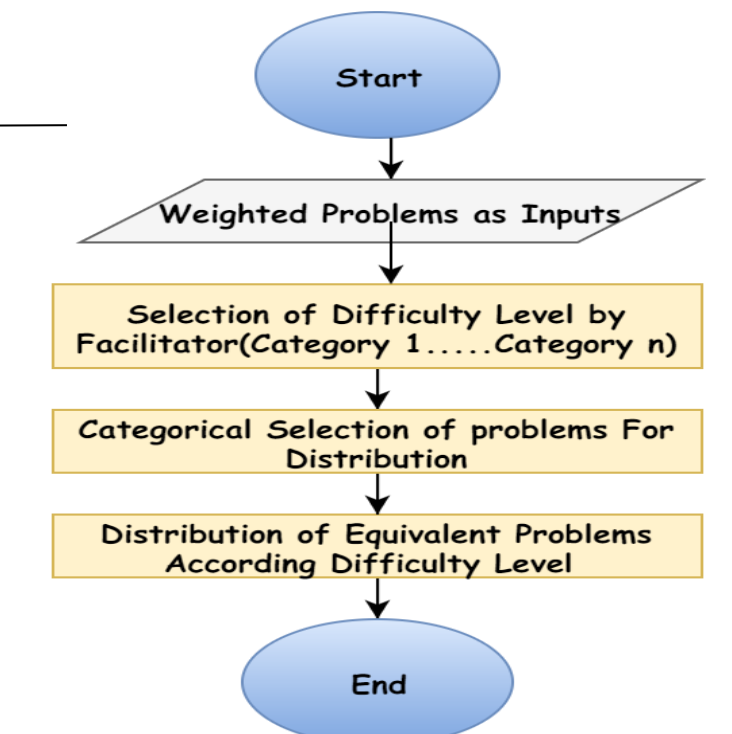 Start
Weighted Problems as Inputs
Selection of Difficulty Level by
Facilitator(Category 1.....Category n)
Categorical Selection of problems For
Distribution
Distribution of Equivalent Problems
According Difficulty Level
End